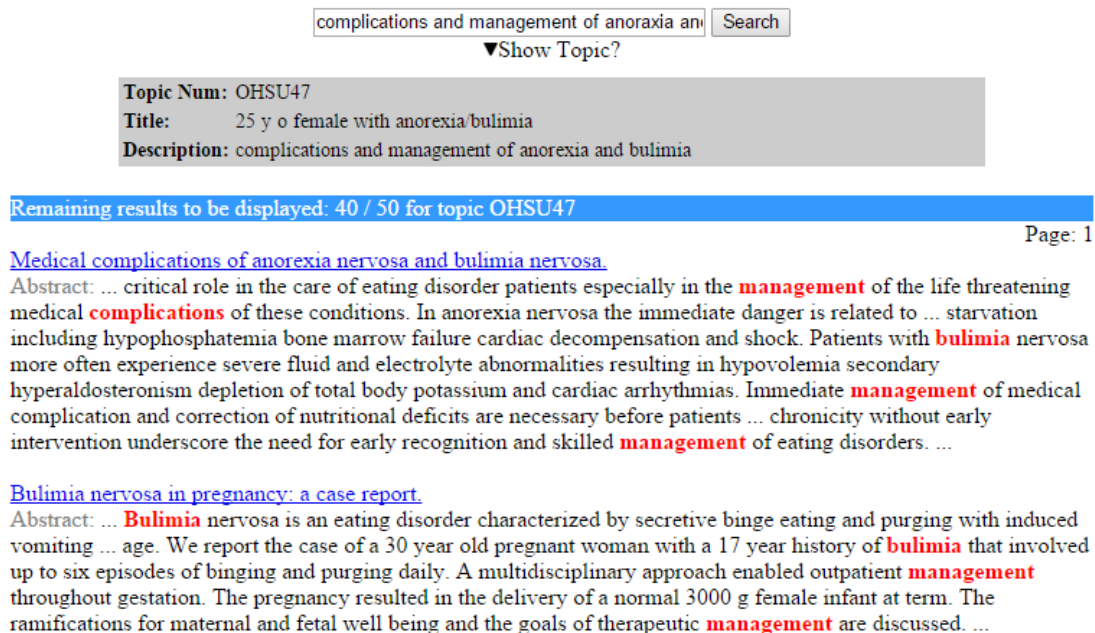 complications and management of anoraxia an
Search
▼Show Topic?
Topic Num: OHSU47
Title: 25 y o female with anorexia/bulimia
Description: complications and management of anorexia and bulimia
Remaining results to be displayed: 40 / 50 for topic OHSU47
Page: 1
Medical complications of anorexia nervosa and bulimia nervosa.
Abstract: ... critical role in the care of eating disorder patients especially in the management of the life threatening
medical complications of these conditions. In anorexia nervosa the immediate danger is related to ... starvation
including hypophosphatemia bone marrow failure cardiac decompensation and shock. Patients with bulimia nervosa
more often experience severe fluid and electrolyte abnormalities resulting in hypovolemia secondary
hyperaldosteronism depletion of total body potassium and cardiac arrhythmias. Immediate management of medical
complication and correction of nutritional deficits are necessary before patients ... chronicity without early
intervention underscore the need for early recognition and skilled management of eating disorders. ...
Bulimia nervosa in pregnancy: a case report.
Abstract: ... Bulimia nervosa is an eating disorder characterized by secretive binge eating and purging with induced
vomiting ... age. We report the case of a 30 year old pregnant woman with a 17 year history of bulimia that involved
up to six episodes of binging and purging daily. A multidisciplinary approach enabled outpatient management
throughout gestation. The pregnancy resulted in the delivery of a normal 3000 g female infant at term. The
ramifications for maternal and fetal well being and the goals of therapeutic management are discussed. ...